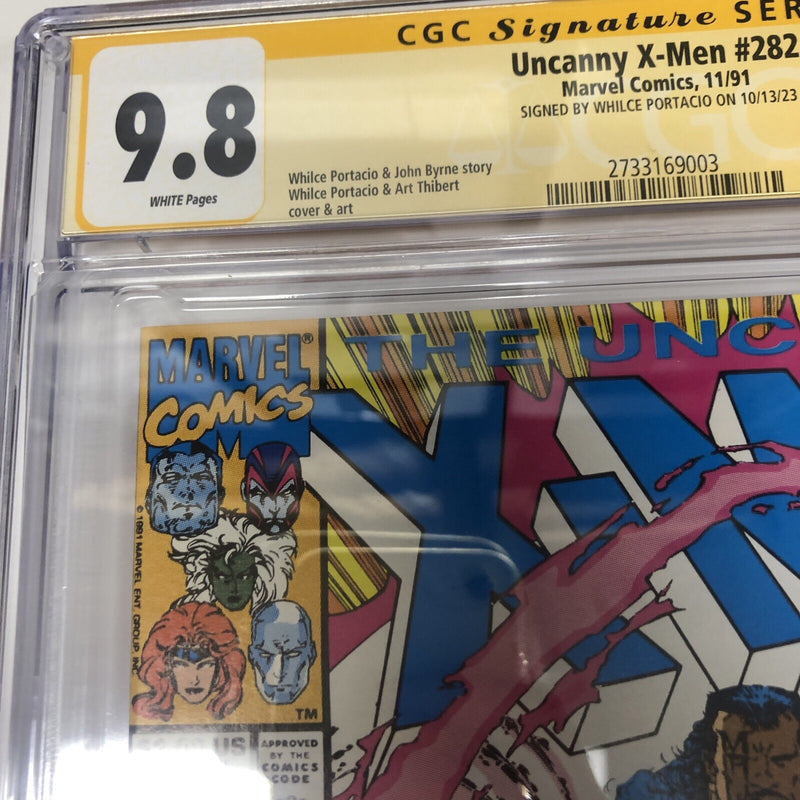 CGC Signature SER
Uncanny X-Men #282
Marvel Comics, 11/91
SIGNED BY WHILCE PORTACIO ON 10/13/23
9.8
WHITE Pages
Whilce Portacio & John Byrne story
Whilce Portacio & Art Thibert
cover & art
2733169003
MARVEL®
COMICS
THE UNC
X-M
© 1991 MARVEL ENT. GROUP, INC.
TM
US
APPROVED
BY THE
COMICS
CODE